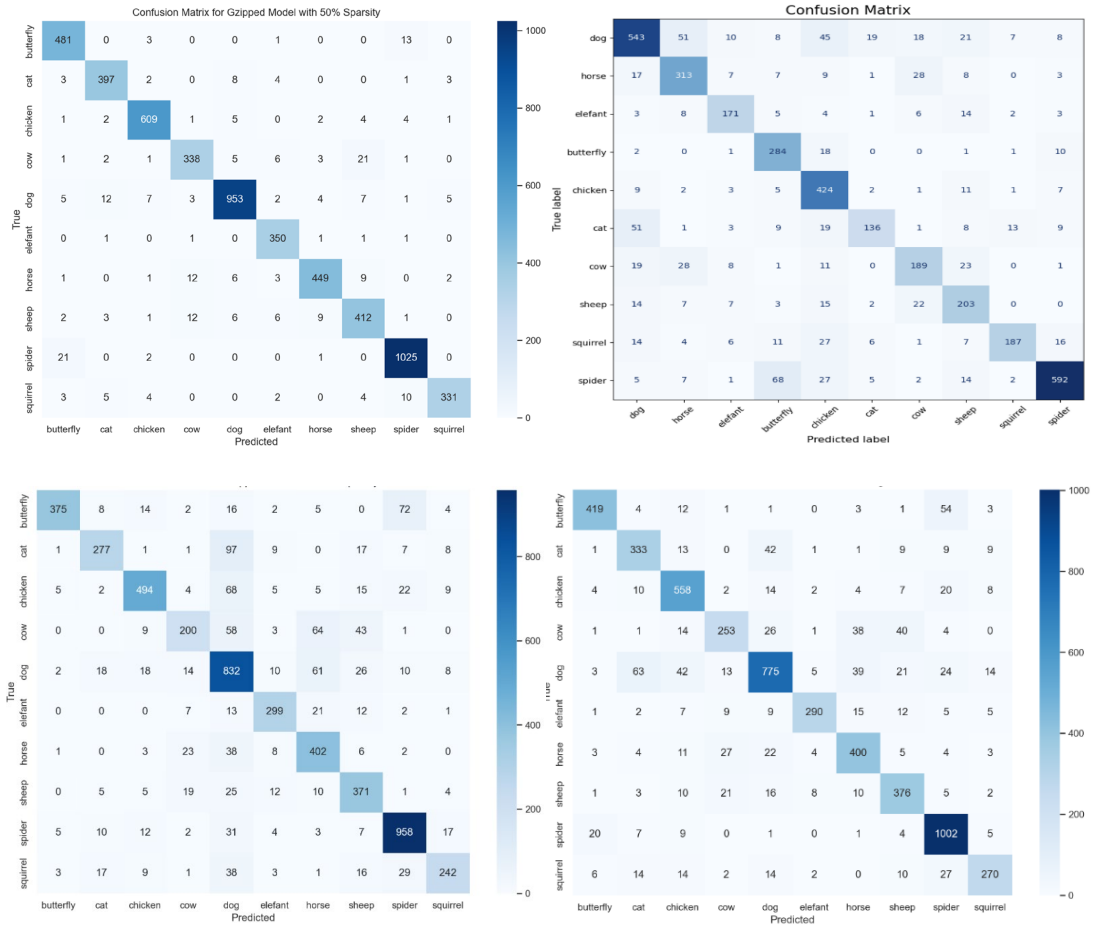 Confusion Matrix for Gzipped Model with 50% Sparsity
butterfly 481 0 3 0 0 1 0 0 13 0
cat 3 397 2 0 8 4 0 0 1 3
chicken 1 2 609 1 5 0 2 4 4 1
cow 1 2 1 338 5 6 3 21 1 0
dog 5 12 7 3 953 2 4 7 1 5
elefant 0 1 1 1 0 350 1 1 1 0
horse 1 0 1 12 6 3 449 9 0 2
sheep 2 3 1 12 6 6 9 412 1 0
spider 21 0 2 0 0 0 1 0 1025 0
squirrel 3 5 4 0 0 2 0 4 10 331
butterfly cat chicken cow dog elefant horse sheep spider squirrel
Predicted
True
1000
800
600
400
200
0
Confusion Matrix
dog 543 51 10 8 45 19 18 21 7 8
horse 17 313 7 7 9 1 28 8 0 3
elefant 3 8 171 5 4 1 6 14 2 3
butterfly 2 0 1 284 18 0 0 1 1 10
chicken 9 2 3 5 424 2 1 11 1 7
cat 51 1 3 9 19 136 1 8 13 9
cow 19 28 8 1 11 0 189 23 0 1
sheep 14 7 7 3 15 2 22 203 0 0
squirrel 14 4 6 11 27 6 1 7 187 16
spider 5 7 1 68 27 5 2 14 2 592
dog horse elefant butterfly chicken cat cow sheep squirrel spider
Predicted label
True label
butterfly 375 8 14 2 16 2 5 0 72 4
cat 1 277 1 1 97 9 0 17 7 8
chicken 5 2 494 4 68 5 5 15 22 9
cow 0 0 9 200 58 3 64 43 1 0
dog 2 18 18 14 832 10 61 26 10 8
elefant 0 0 0 7 13 299 21 12 2 1
horse 1 0 3 23 38 8 402 6 2 0
sheep 0 5 5 19 25 12 10 371 1 4
spider 5 10 12 2 31 4 3 7 958 17
squirrel 3 17 9 1 38 3 1 16 29 242
butterfly cat chicken cow dog elefant horse sheep spider squirrel
Predicted
True
800
600
400
200
0
butterfly 419 4 12 1 1 0 3 1 54 3
cat 1 333 13 0 42 1 1 9 9 9
chicken 4 10 558 2 14 2 4 7 20 8
cow 1 1 14 253 26 1 38 40 4 0
dog 3 63 42 13 775 5 39 21 24 14
elefant 1 2 7 9 9 290 15 12 5 5
horse 3 4 11 27 22 4 400 5 4 3
sheep 1 3 10 21 16 8 10 376 5 2
spider 20 7 9 0 1 0 1 4 1002 5
squirrel 6 14 14 2 14 2 0 10 27 270
butterfly cat chicken cow dog elefant horse sheep spider squirrel
Predicted
1000
800
600
400
200
0